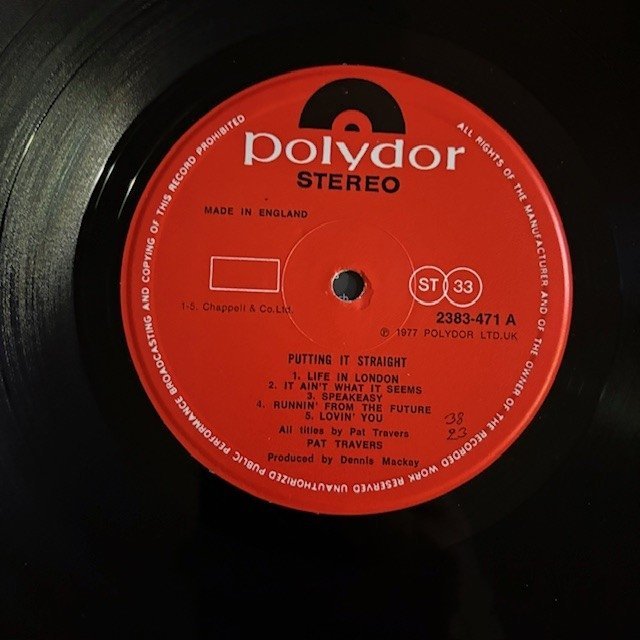 polydor
STEREO
MADE IN ENGLAND
ST 33
1-5. Chappell & Co.Ltd.
2383-471 A
℗ 1977 POLYDOR LTD.UK
PUTTING IT STRAIGHT
1. LIFE IN LONDON
2. IT AIN'T WHAT IT SEEMS
3. SPEAKEASY
4. RUNNIN' FROM THE FUTURE
5. LOVIN' YOU
38
23
All titles by Pat Travers
PAT TRAVERS
Produced by Dennis Mackay
ALL RIGHTS OF THE MANUFACTURER AND OF THE OWNER OF THE RECORDED WORK RESERVED UNAUTHORIZED PUBLIC PERFORMANCE BROADCASTING AND COPYING OF THIS RECORD PROHIBITED